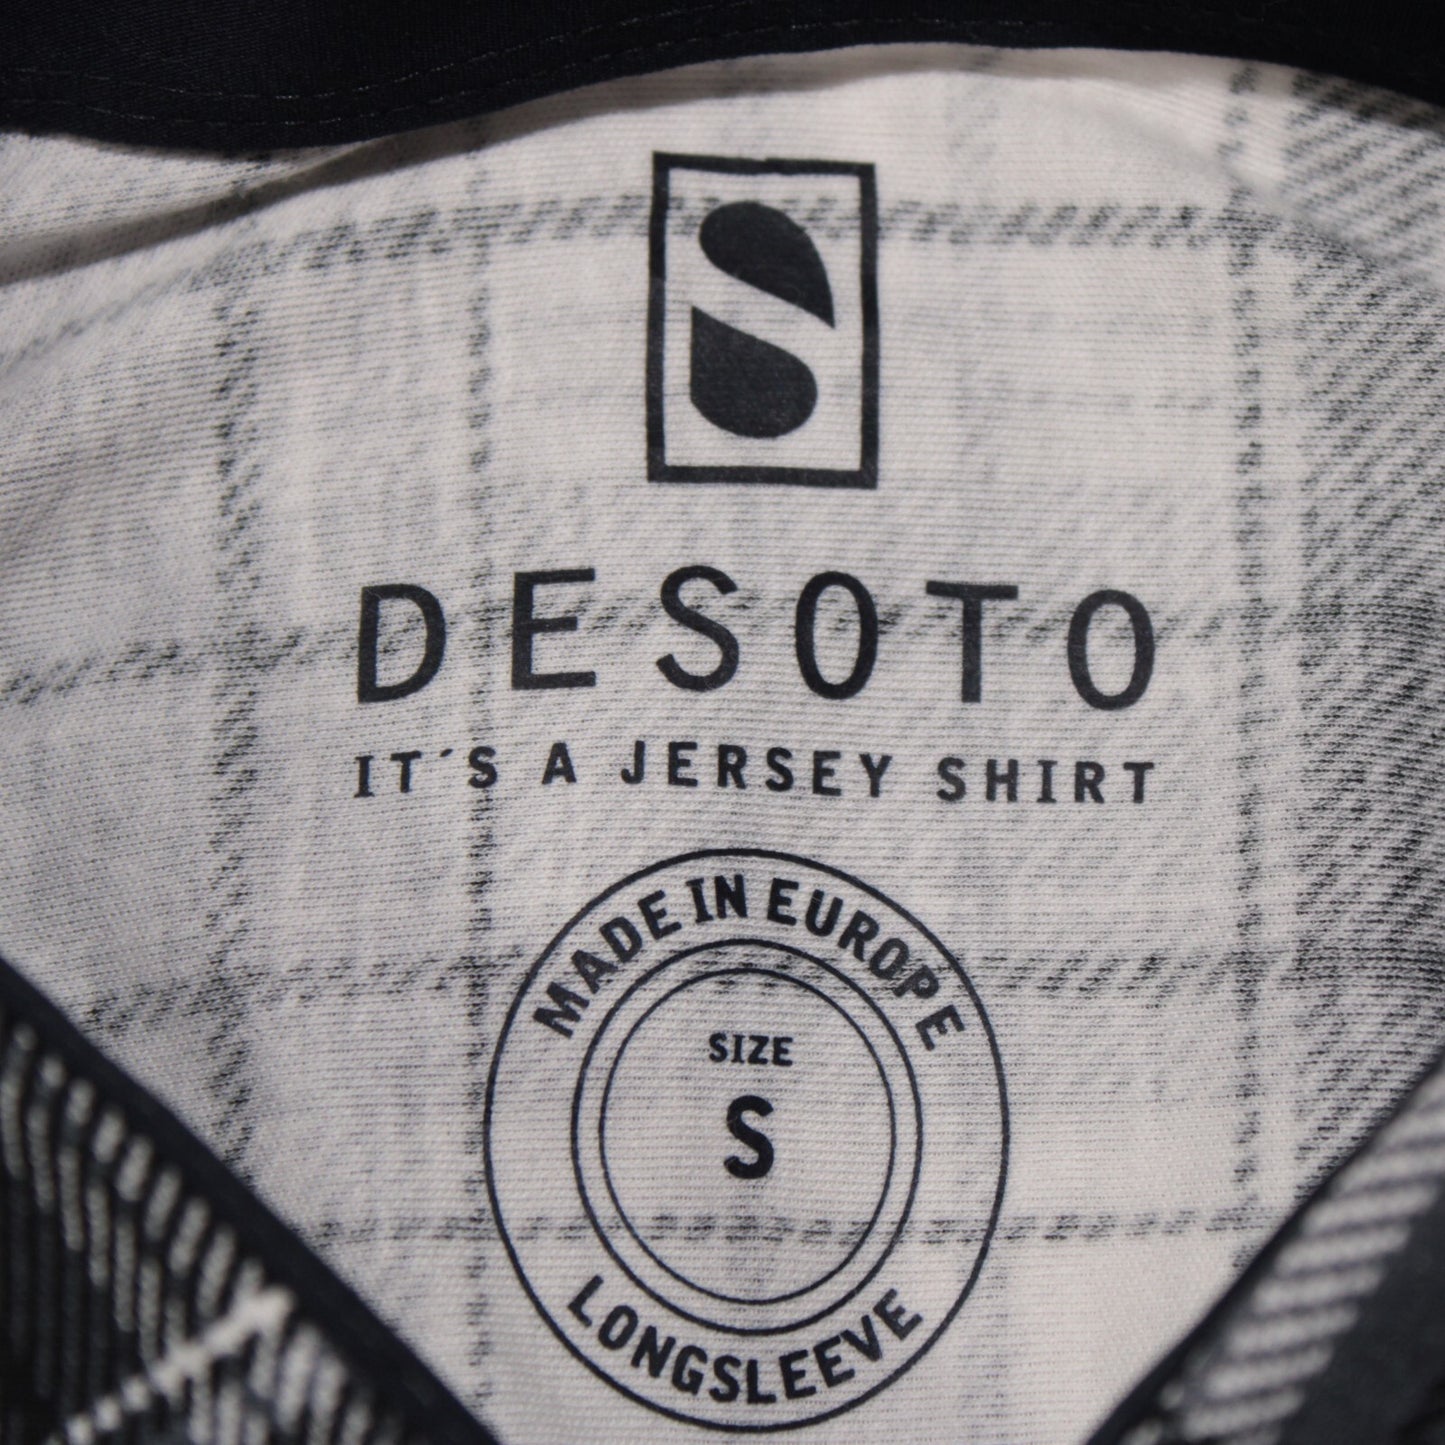 DESOTO
IT´S A JERSEY SHIRT
MADE IN EUROPE
SIZE
S
LONGSLEEVE